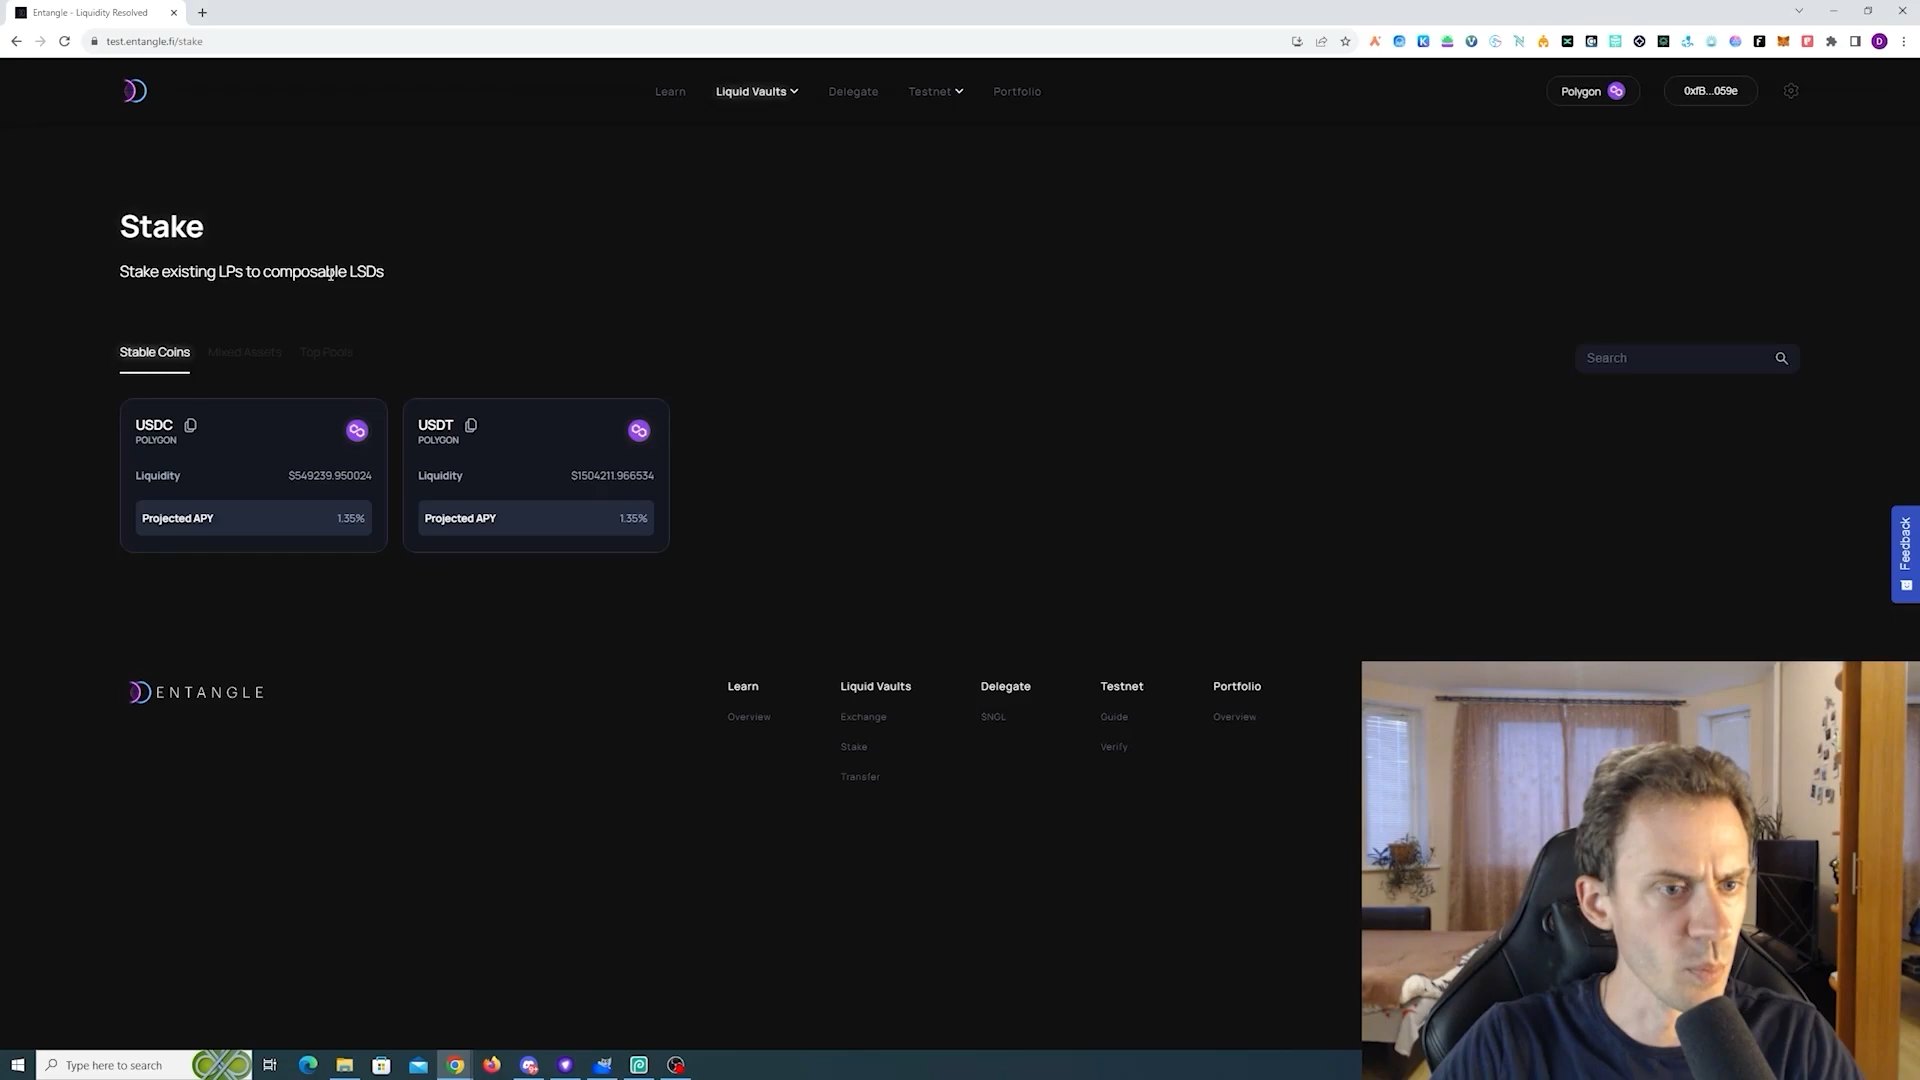 Entangle - Liquidity Resolved
test.entangle.fi/stake
Learn
Liquid Vaults
Delegate
Testnet
Portfolio
Polygon
0xfB...059e
Stake
Stake existing LPs to composable LSDs
Stable Coins
Mixed Assets
Top Pools
Search
USDC
POLYGON
Liquidity
$549239.950024
Projected APY
1.35%
USDT
POLYGON
Liquidity
$1504211.966534
Projected APY
1.35%
Feedback
ENTANGLE
Learn
Overview
Liquid Vaults
Exchange
Stake
Transfer
Delegate
$NGL
Testnet
Guide
Verify
Portfolio
Overview
Type here to search